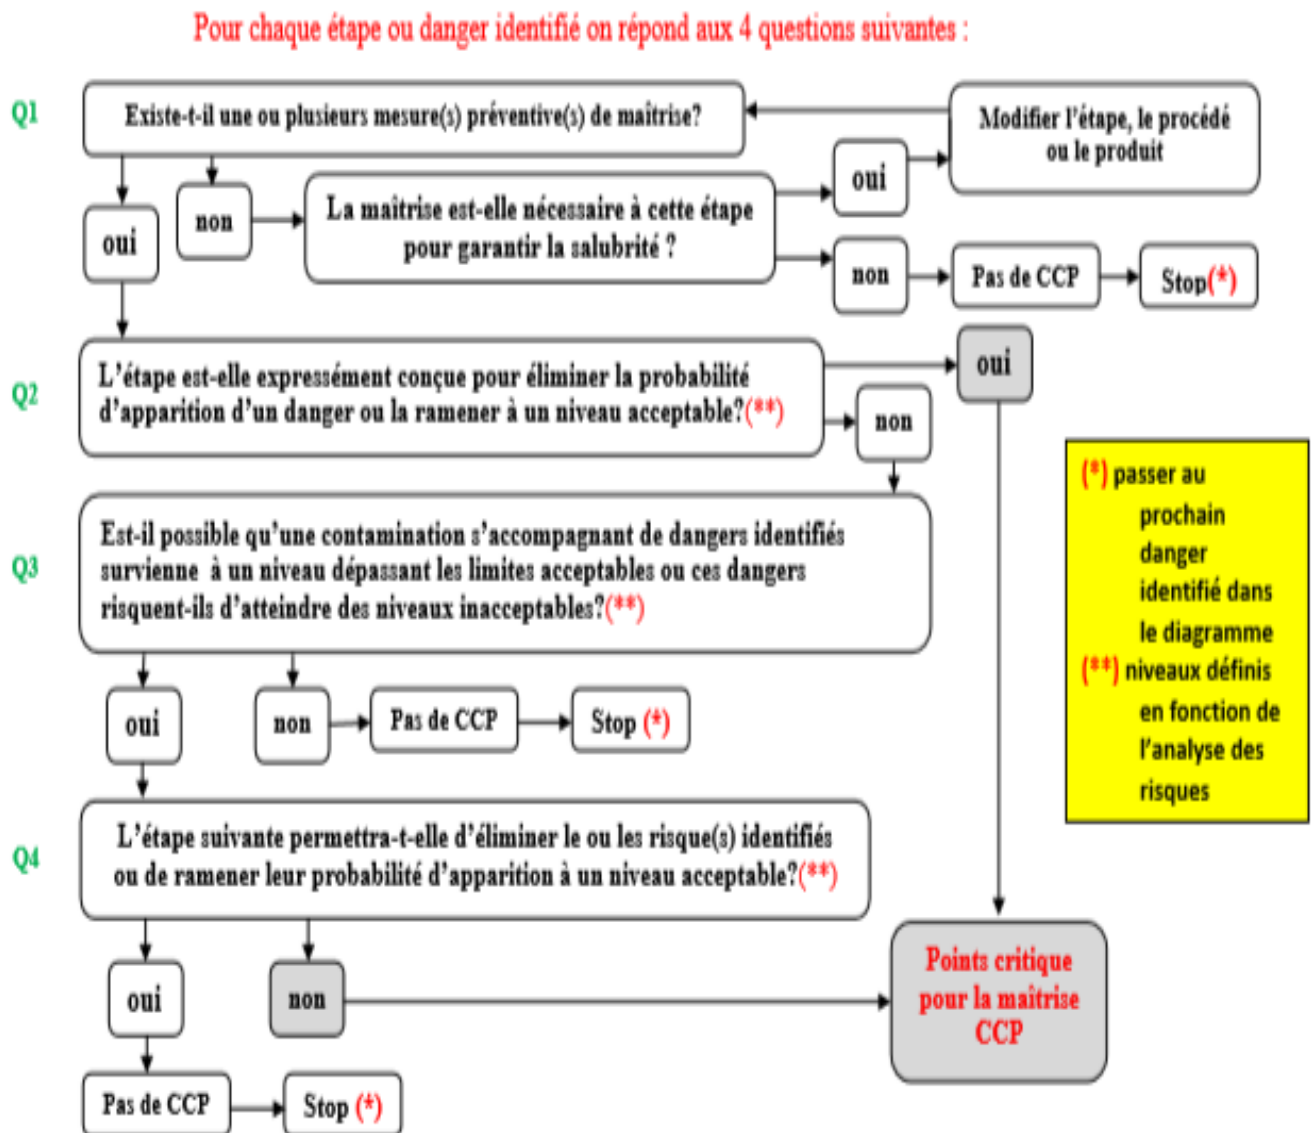 Pour chaque étape ou danger identifié on répond aux 4 questions suivantes :
Q1
Existe-t-il une ou plusieurs mesure(s) préventive(s) de maîtrise?
Modifier l'étape, le procédé
ou le produit
oui
non
La maîtrise est-elle nécessaire à cette étape
pour garantir la salubrité ?
oui
non
Pas de CCP
Stop(*)
Q2
L'étape est-elle expressément conçue pour éliminer la probabilité
d'apparition d'un danger ou la ramener à un niveau acceptable?(**)
oui
non
Q3
Est-il possible qu'une contamination s'accompagnant de dangers identifiés
survienne à un niveau dépassant les limites acceptables ou ces dangers
risquent-ils d'atteindre des niveaux inacceptables?(**)
(*) passer au
prochain
danger
identifié dans
le diagramme
(**) niveaux définis
en fonction de
l'analyse des
risques
oui
non
Pas de CCP
Stop (*)
Q4
L'étape suivante permettra-t-elle d'éliminer le ou les risque(s) identifiés
ou de ramener leur probabilité d'apparition à un niveau acceptable?(**)
oui
non
Points critique
pour la maîtrise
CCP
Pas de CCP
Stop (*)